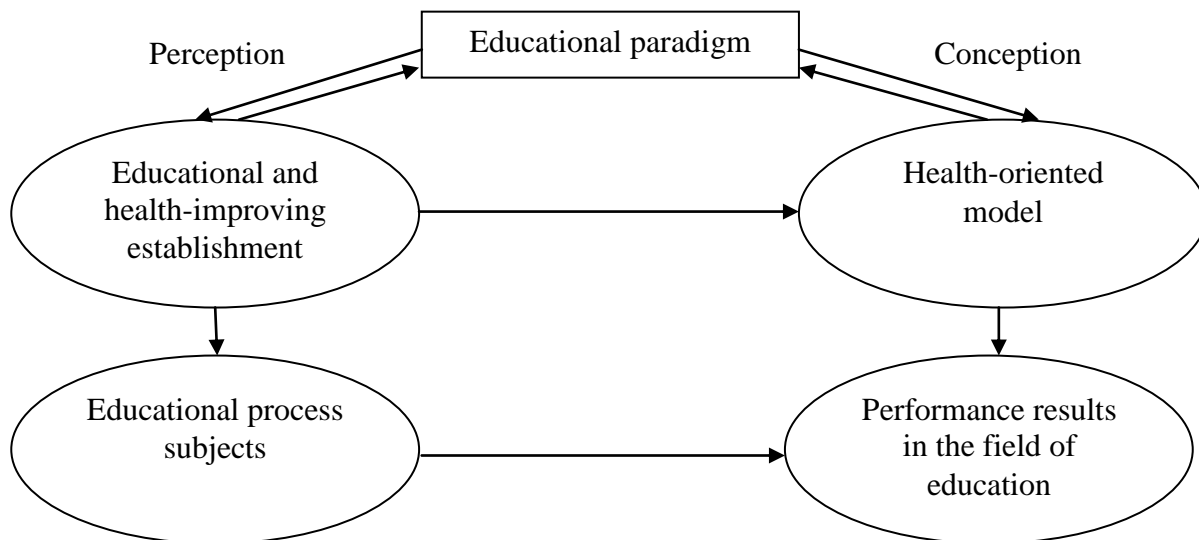 Educational paradigm
Perception
Conception
Educational and
health-improving
establishment
Health-oriented
model
Educational process
subjects
Performance results
in the field of
education